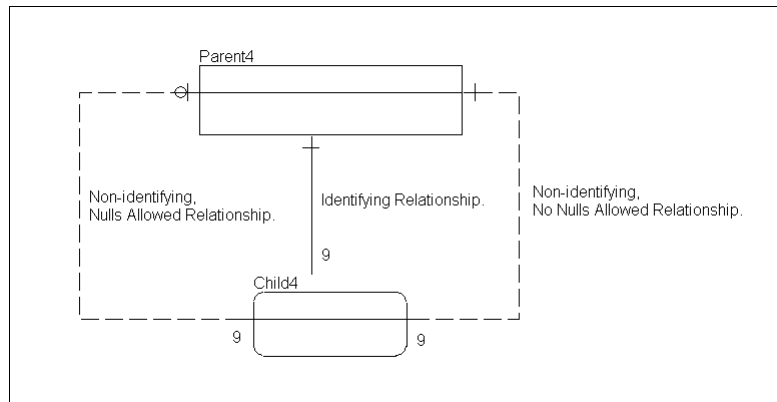 Parent4
Non-identifying,
Nulls Allowed Relationship.
Identifying Relationship.
Non-identifying,
No Nulls Allowed Relationship.
9
Child4
9
9